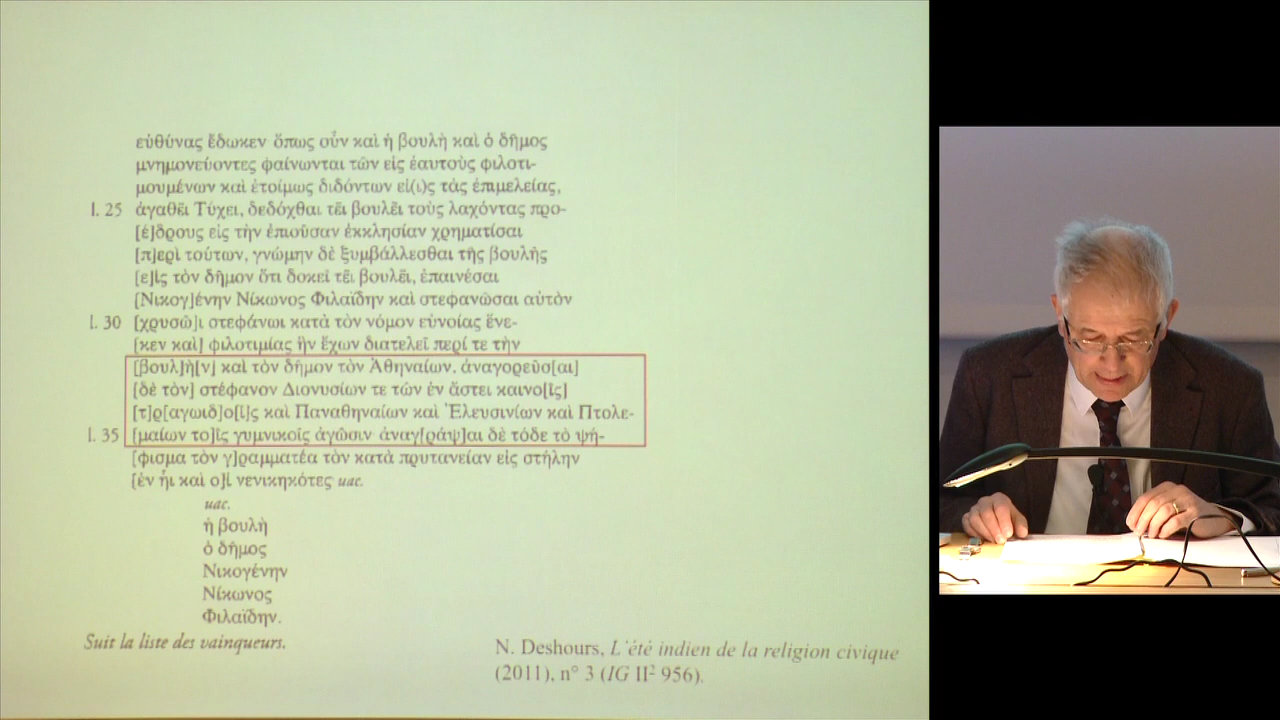 εὐθύνας ἔδωκεν· ὅπως οὖν καὶ ἡ βουλὴ καὶ ὁ δῆμος
μνημονεύοντες φαίνωνται τῶν εἰς ἑαυτοὺς φιλοτι-
μουμένων καὶ ἑτοίμως διδόντων εἰ(ι)ς τὰς ἐπιμελείας,
l. 25 ἀγαθεῖ Τύχει, δεδόχθαι τεῖ βουλεῖ τοὺς λαχόντας προ-
[έ]δρους εἰς τὴν ἐπιοῦσαν ἐκκλησίαν χρηματίσαι
[π]ερὶ τούτων, γνώμην δὲ ξυμβάλλεσθαι τῆς βουλῆς
[ε]ἰς τὸν δῆμον ὅτι δοκεῖ τεῖ βουλεῖ, ἐπαινέσαι
[Νικογ]ένην Νίκωνος Φιλαΐδην καὶ στεφανῶσαι αὐτὸν
l. 30 [χρυσῶ]ι στεφάνωι κατὰ τὸν νόμον εὐνοίας ἕνε-
[κεν καὶ] φιλοτιμίας ἣν ἔχων διατελεῖ περί τε τὴν
[βουλ]ὴ[ν] καὶ τὸν δῆμον τὸν Ἀθηναίων, ἀναγορεῦσ[αι]
[δὲ τὸν] στέφανον Διονυσίων τε τῶν ἐν ἄστει καινο[ῖς]
[τ]ρ[αγωιδ]ο[ῖ]ς καὶ Παναθηναίων καὶ Ἐλευσινίων καὶ Πτολε-
l. 35 [μαίων το]ῖς γυμνικοῖς ἀγῶσιν· ἀναγ[ράψ]αι δὲ τόδε τὸ ψή-
[φισμα τὸν γ]ραμματέα τὸν κατὰ πρυτανείαν εἰς στήλην
[ἐν ἧι καὶ ο]ἱ νενικηκότες uac.
uac.
ἡ βουλὴ
ὁ δῆμος
Νικογένην
Νίκωνος
Φιλαΐδην.
Suit la liste des vainqueurs.
N. Deshours, L'été indien de la religion civique
(2011), n° 3 (IG II² 956).